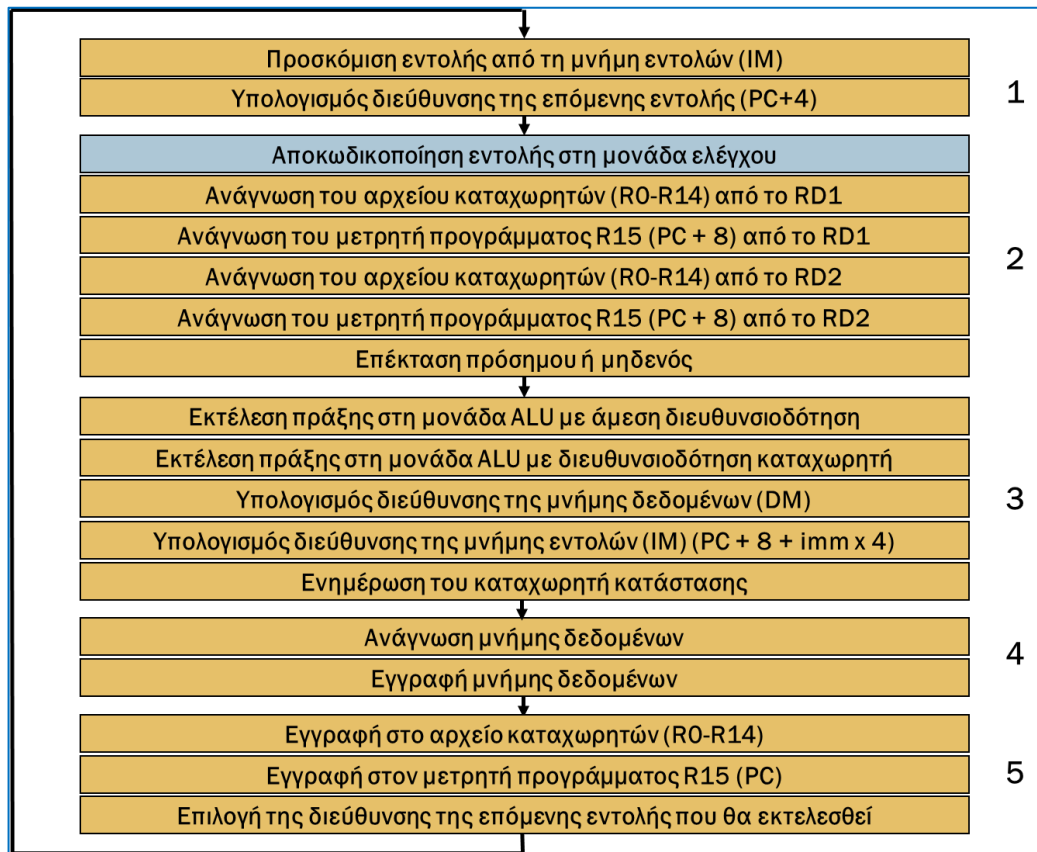 Προσκόμιση εντολής από τη μνήμη εντολών (IM)
Υπολογισμός διεύθυνσης της επόμενης εντολής (PC+4)
1
Αποκωδικοποίηση εντολής στη μονάδα ελέγχου
Ανάγνωση του αρχείου καταχωρητών (R0-R14) από το RD1
Ανάγνωση του μετρητή προγράμματος R15 (PC + 8) από το RD1
Ανάγνωση του αρχείου καταχωρητών (R0-R14) από το RD2
Ανάγνωση του μετρητή προγράμματος R15 (PC + 8) από το RD2
Επέκταση πρόσημου ή μηδενός
2
Εκτέλεση πράξης στη μονάδα ALU με άμεση διευθυνσιοδότηση
Εκτέλεση πράξης στη μονάδα ALU με διευθυνσιοδότηση καταχωρητή
Υπολογισμός διεύθυνσης της μνήμης δεδομένων (DM)
Υπολογισμός διεύθυνσης της μνήμης εντολών (IM) (PC + 8 + imm x 4)
Ενημέρωση του καταχωρητή κατάστασης
3
Ανάγνωση μνήμης δεδομένων
Εγγραφή μνήμης δεδομένων
4
Εγγραφή στο αρχείο καταχωρητών (R0-R14)
Εγγραφή στον μετρητή προγράμματος R15 (PC)
Επιλογή της διεύθυνσης της επόμενης εντολής που θα εκτελεσθεί
5